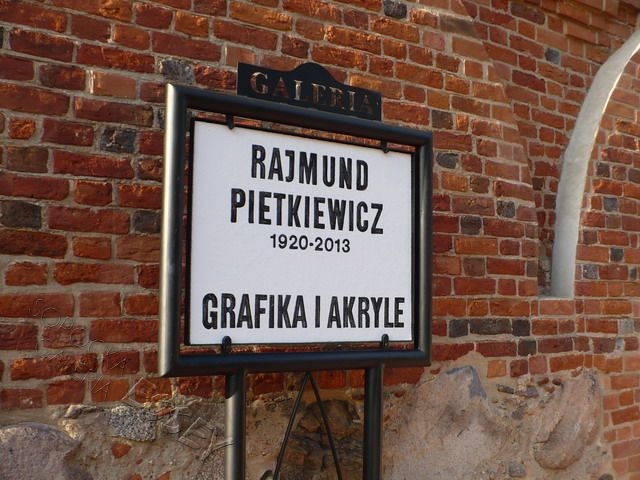 GALERIA
RAJMUND
PIETKIEWICZ
1920-2013
GRAFIKA I AKRYLE